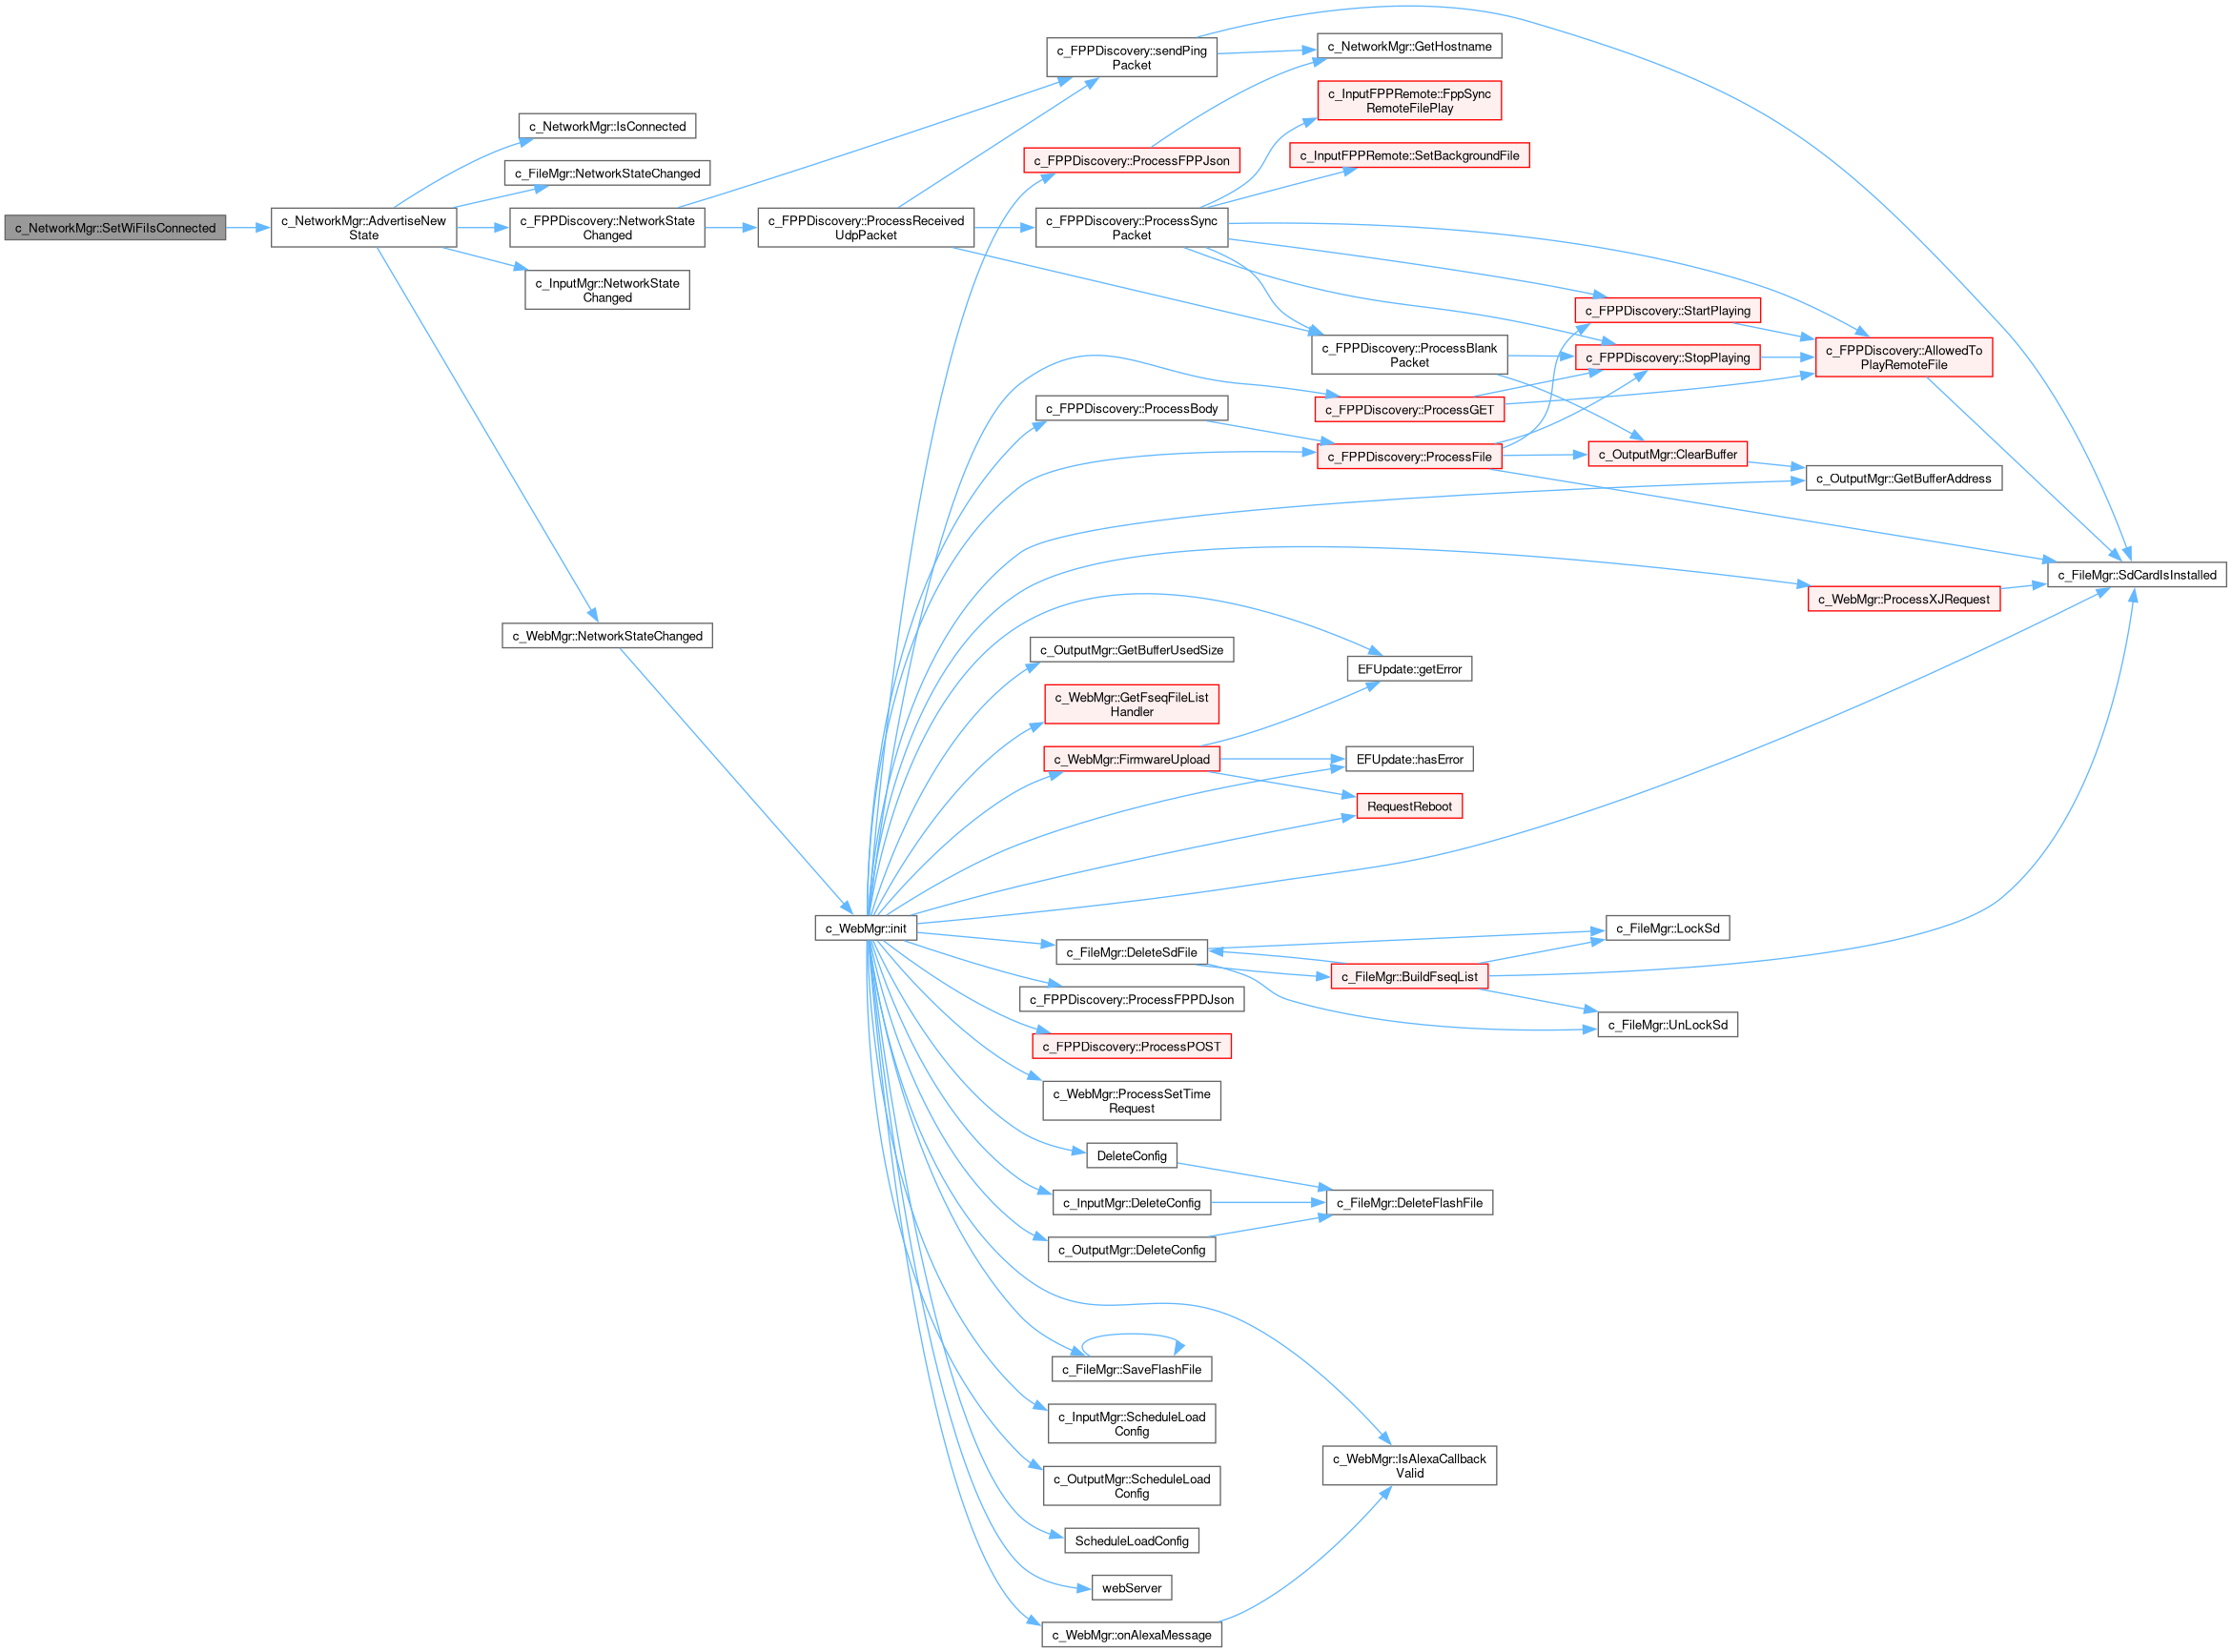 c_NetworkMgr::SetWiFiIsConnected
c_NetworkMgr::AdvertiseNew
State
c_NetworkMgr::IsConnected
c_FileMgr::NetworkStateChanged
c_FPPDiscovery::NetworkState
Changed
c_InputMgr::NetworkState
Changed
c_WebMgr::NetworkStateChanged
c_FPPDiscovery::ProcessReceived
UdpPacket
c_WebMgr::init
c_FPPDiscovery::sendPing
Packet
c_FPPDiscovery::ProcessFPPJson
c_FPPDiscovery::ProcessSync
Packet
c_FPPDiscovery::ProcessBody
c_OutputMgr::GetBufferUsedSize
c_WebMgr::GetFseqFileList
Handler
c_WebMgr::FirmwareUpload
c_FileMgr::DeleteSdFile
c_FPPDiscovery::ProcessFPPDJson
c_FPPDiscovery::ProcessPOST
c_WebMgr::ProcessSetTime
Request
DeleteConfig
c_InputMgr::DeleteConfig
c_OutputMgr::DeleteConfig
c_FileMgr::SaveFlashFile
c_InputMgr::ScheduleLoad
Config
c_OutputMgr::ScheduleLoad
Config
ScheduleLoadConfig
webServer
c_WebMgr::onAlexaMessage
c_NetworkMgr::GetHostname
c_InputFPPRemote::FppSync
RemoteFilePlay
c_InputFPPRemote::SetBackgroundFile
c_FPPDiscovery::ProcessBlank
Packet
c_FPPDiscovery::ProcessGET
c_FPPDiscovery::ProcessFile
EFUpdate::getError
EFUpdate::hasError
RequestReboot
c_FileMgr::BuildFseqList
c_FileMgr::DeleteFlashFile
c_WebMgr::IsAlexaCallback
Valid
c_FPPDiscovery::StartPlaying
c_FPPDiscovery::StopPlaying
c_OutputMgr::ClearBuffer
c_FileMgr::LockSd
c_FileMgr::UnLockSd
c_FPPDiscovery::AllowedTo
PlayRemoteFile
c_OutputMgr::GetBufferAddress
c_WebMgr::ProcessXJRequest
c_FileMgr::SdCardIsInstalled